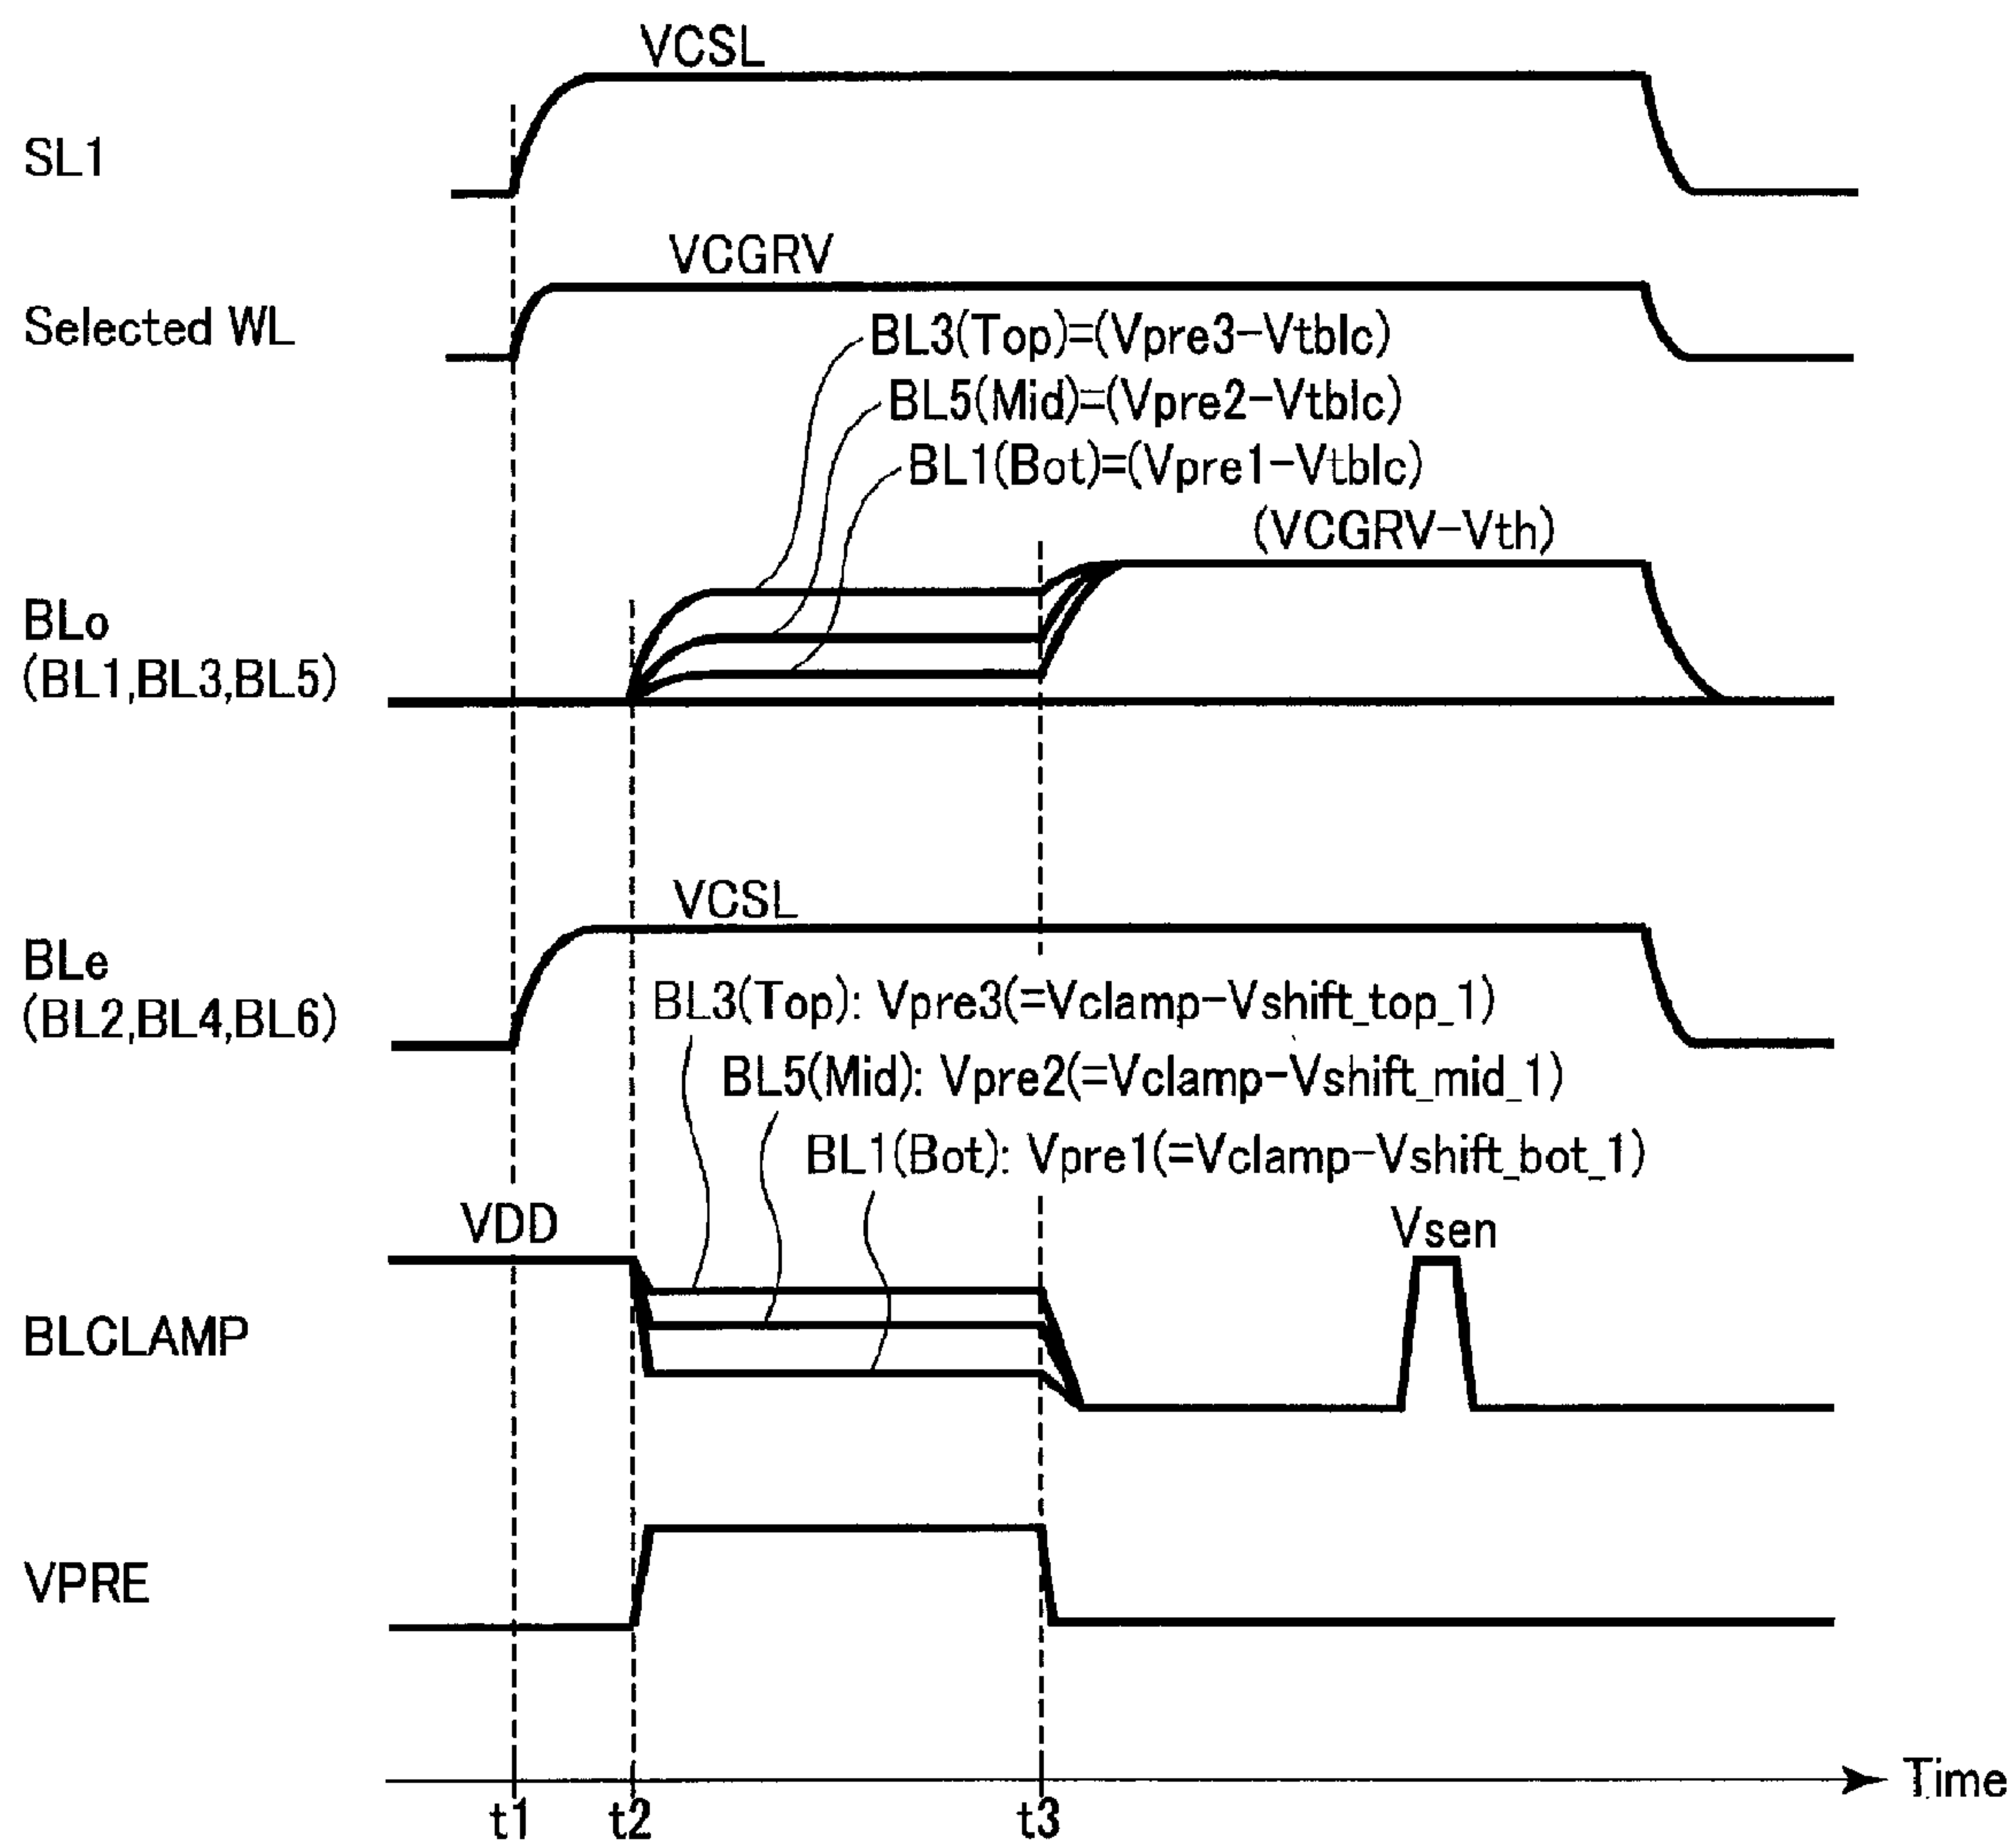 VCSL
SL1
VCGRV
Selected WL
BL3(Top)=(Vpre3-Vtblc)
BL5(Mid)=(Vpre2-Vtblc)
BL1(Bot)=(Vpre1-Vtblc)
(VCGRV-Vth)
BLo
(BL1,BL3,BL5)
VCSL
BLe
(BL2,BL4,BL6)
BL3(Top): Vpre3(=Vclamp-Vshift_top_1)
BL5(Mid): Vpre2(=Vclamp-Vshift_mid_1)
BL1(Bot): Vpre1(=Vclamp-Vshift_bot_1)
VDD
Vsen
BLCLAMP
VPRE
Time
t1 t2 t3